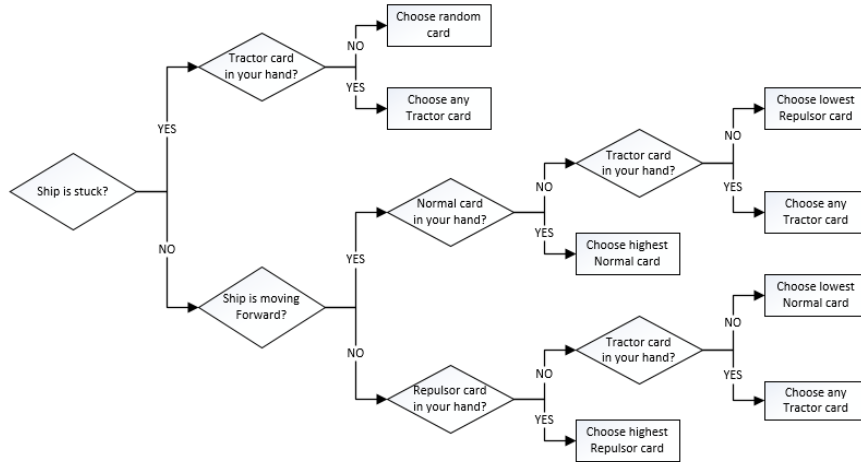 Choose random
card
Tractor card
in your hand?
NO
YES
Choose any
Tractor card
Choose lowest
Repulsor card
YES
NO
Tractor card
in your hand?
Ship is stuck?
Normal card
in your hand?
NO
YES
Choose any
Tractor card
NO
YES
YES
Choose highest
Normal card
Ship is moving
Forward?
Choose lowest
Normal card
NO
Tractor card
in your hand?
NO
NO
YES
Repulsor card
in your hand?
YES
Choose any
Tractor card
Choose highest
Repulsor card